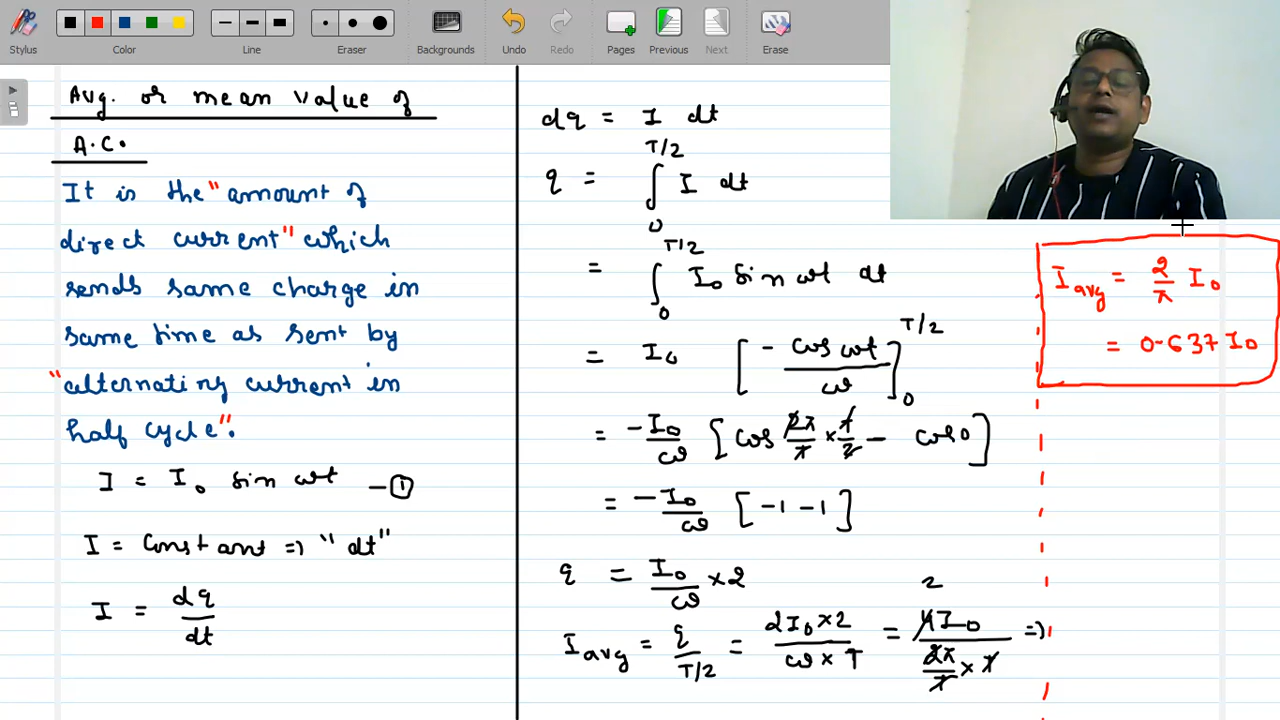 Stylus
Color
Line
Eraser
Backgrounds
Undo
Redo
Pages
Previous
Next
Erase
Avg. or mean value of
A.C.
It is the "amount of
direct current" which
sends same charge in
same time as sent by
"alternating current in
half cycle".
I = I₀ sin ωt —①
I = Constant ⇒ "dt"
I = dq/dt
dq = I dt
q = ∫₀^T/2 I dt
= ∫₀^T/2 I₀ sin ωt dt
= I₀ [-cos ωt/ω]₀^T/2
= -I₀/ω [cos 2π/T × T/2 - cos 0]
= -I₀/ω [-1 -1]
q = I₀/ω × 2
I avg = q/T/2 = 2I₀×2/ω×T = 2 4I₀/2π/T × T ⇒
I avg = 2/π I₀
= 0.637 I₀